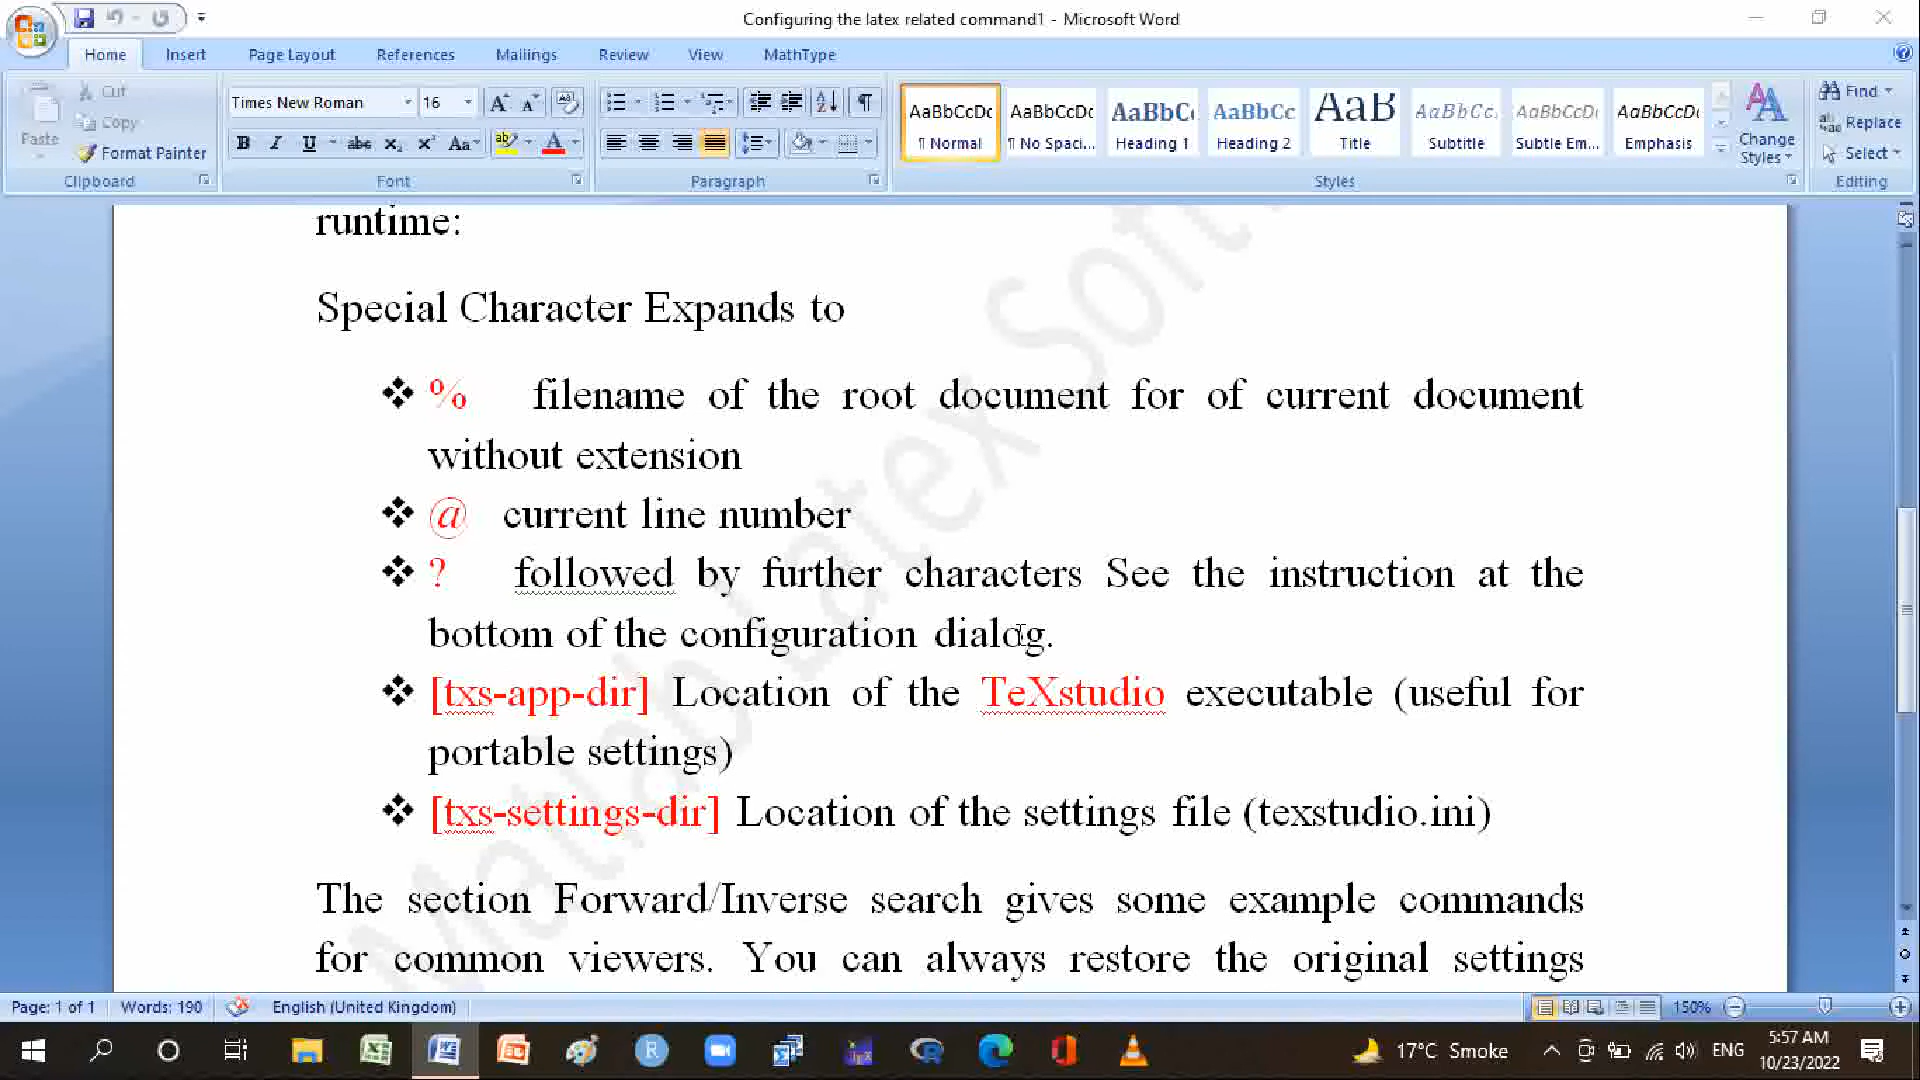 Configuring the latex related command1 - Microsoft Word
Home Insert Page Layout References Mailings Review View MathType
Cut
Copy
Format Painter
Paste
Clipboard
Times New Roman 16
Font
Paragraph
AaBbCcDc AaBbCcDc AaBbC AaBbCc AaB AaBbCc. AaBbCcDi AaBbCcDc
¶ Normal ¶ No Spaci... Heading 1 Heading 2 Title Subtitle Subtle Em... Emphasis
Change
Styles
Styles
Find
Replace
Select
Editing
runtime:
Special Character Expands to
❖ % filename of the root document for of current document
without extension
❖ @ current line number
❖ ? followed by further characters See the instruction at the
bottom of the configuration dialog.
❖ [txs-app-dir] Location of the TeXstudio executable (useful for
portable settings)
❖ [txs-settings-dir] Location of the settings file (texstudio.ini)
The section Forward/Inverse search gives some example commands
for common viewers. You can always restore the original settings
Matlab Latex Soft
Page: 1 of 1 Words: 190 English (United Kingdom) 150%
17°C Smoke ENG
5:57 AM
10/23/2022